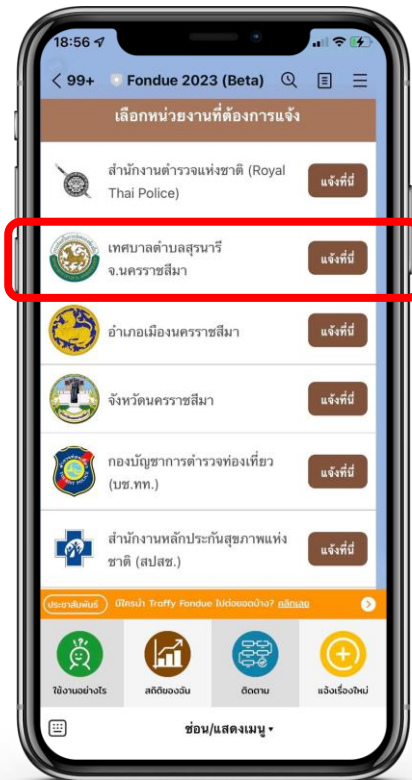 18:56
99+
Fondue 2023 (Beta)
เลือกหน่วยงานที่ต้องการแจ้ง
สำนักงานตำรวจแห่งชาติ (Royal
Thai Police)
แจ้งที่นี่
เทศบาลตำบลสุรนารี
จ.นครราชสีมา
แจ้งที่นี่
อำเภอเมืองนครราชสีมา
แจ้งที่นี่
จังหวัดนครราชสีมา
แจ้งที่นี่
กองบัญชาการตำรวจท่องเที่ยว
(บช.ทท.)
แจ้งที่นี่
สำนักงานหลักประกันสุขภาพแห่ง
ชาติ (สปสช.)
แจ้งที่นี่
ประชาสัมพันธ์ มีใครนำ Traffy Fondue ไปต่อยอดบ้าง? คลิกเลย
ใช้งานอย่างไร สถิติของฉัน ติดตาม แจ้งเรื่องใหม่
ซ่อน/แสดงเมนู